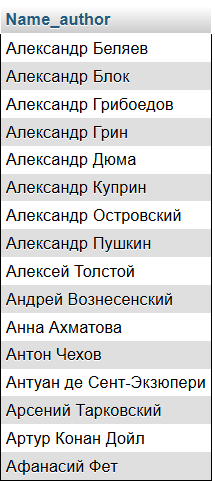 Name_author
Александр Беляев
Александр Блок
Александр Грибоедов
Александр Грин
Александр Дюма
Александр Куприн
Александр Островский
Александр Пушкин
Алексей Толстой
Андрей Вознесенский
Анна Ахматова
Антон Чехов
Антуан де Сент-Экзюпери
Арсений Тарковский
Артур Конан Дойл
Афанасий Фет